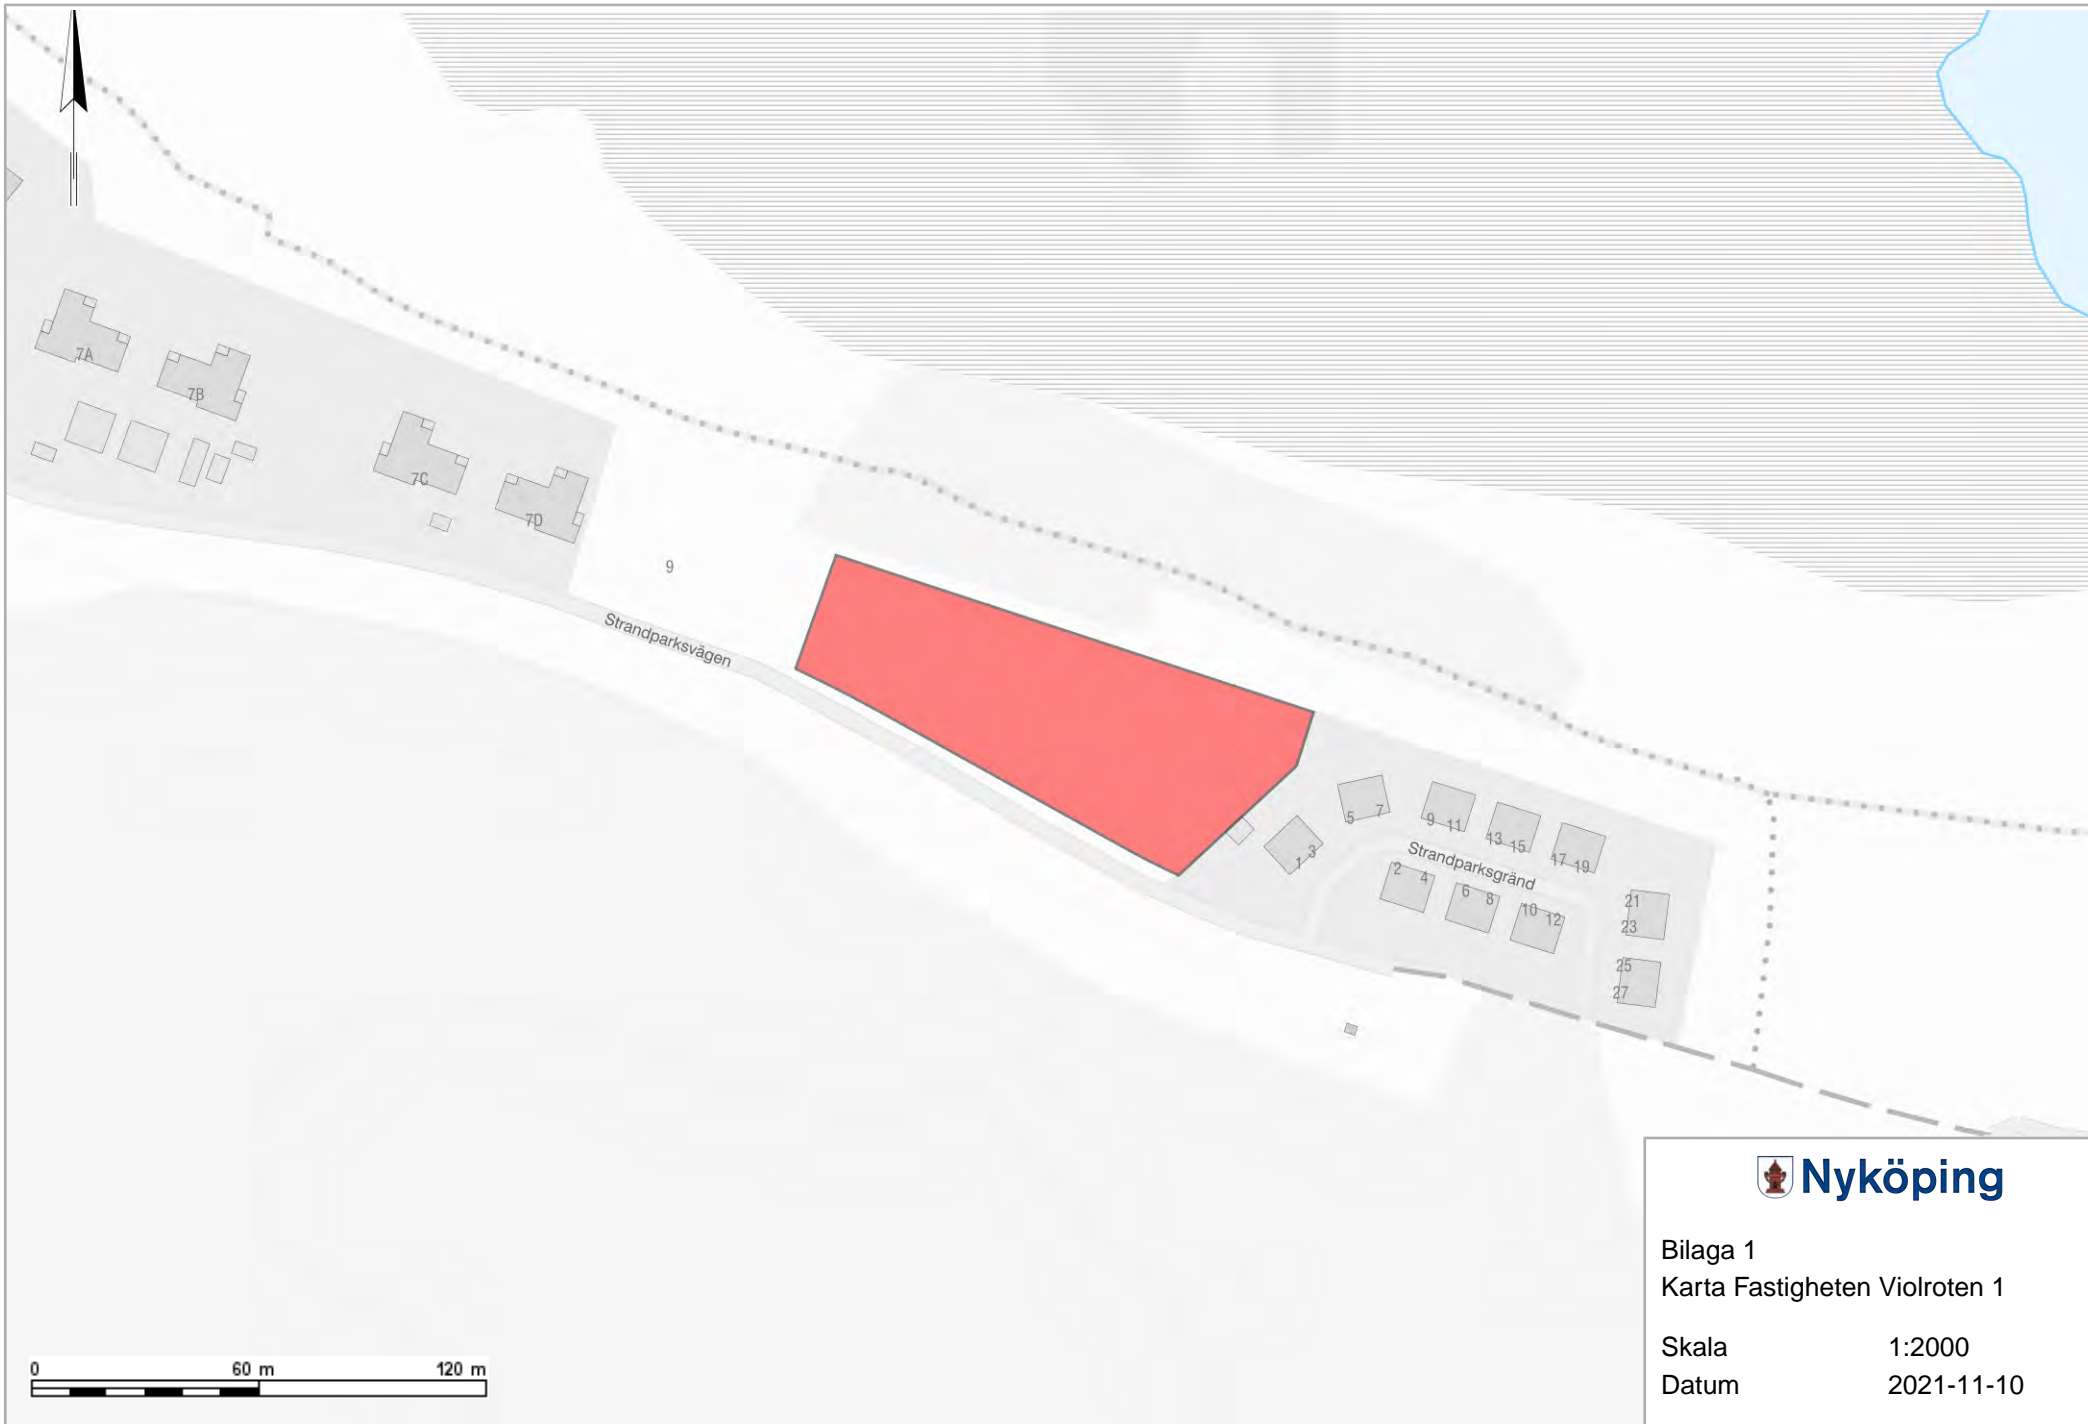 7A
7B
7C
7D
9
Strandparksvägen
5 7
9 11
13 15
17 19
1 3
Strandparksgränd
2 4
6 8
10 12
21
23
25
27
Nyköping
Bilaga 1
Karta Fastigheten Violroten 1
Skala 1:2000
Datum 2021-11-10
0 60 m 120 m